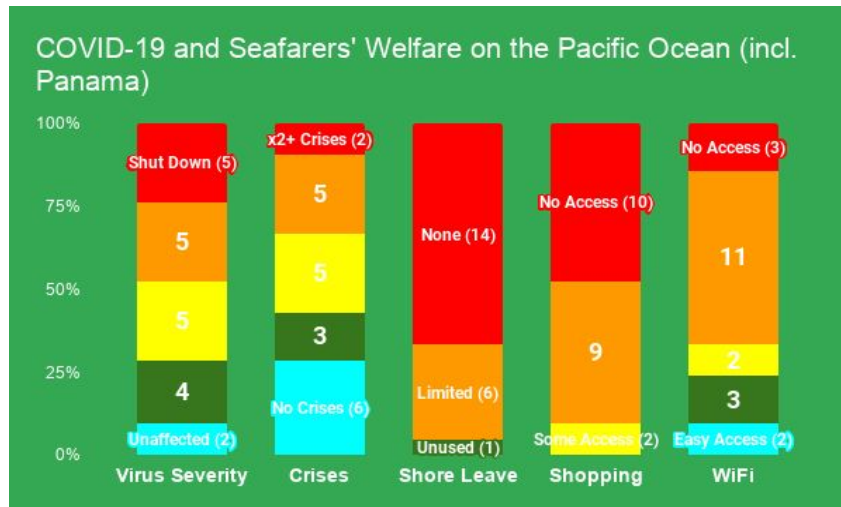 COVID-19 and Seafarers' Welfare on the Pacific Ocean (incl.
Panama)
100%
75%
50%
25%
0%
Shut Down (5)
5
5
4
Unaffected (2)
Virus Severity
x2+ Crises (2)
5
5
3
No Crises (6)
Crises
None (14)
Limited (6)
Unused (1)
Shore Leave
No Access (10)
9
Some Access (2)
Shopping
No Access (3)
11
2
3
Easy Access (2)
WiFi